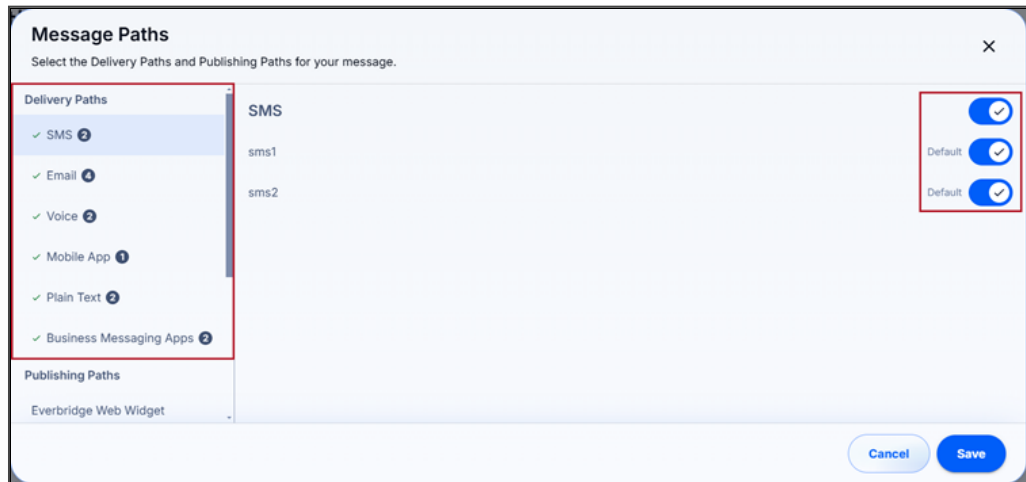 Message Paths
Select the Delivery Paths and Publishing Paths for your message.
Delivery Paths
SMS 2
Email 4
Voice 2
Mobile App 1
Plain Text 2
Business Messaging Apps 2
Publishing Paths
Everbridge Web Widget
SMS
sms1 Default
sms2 Default
Cancel Save